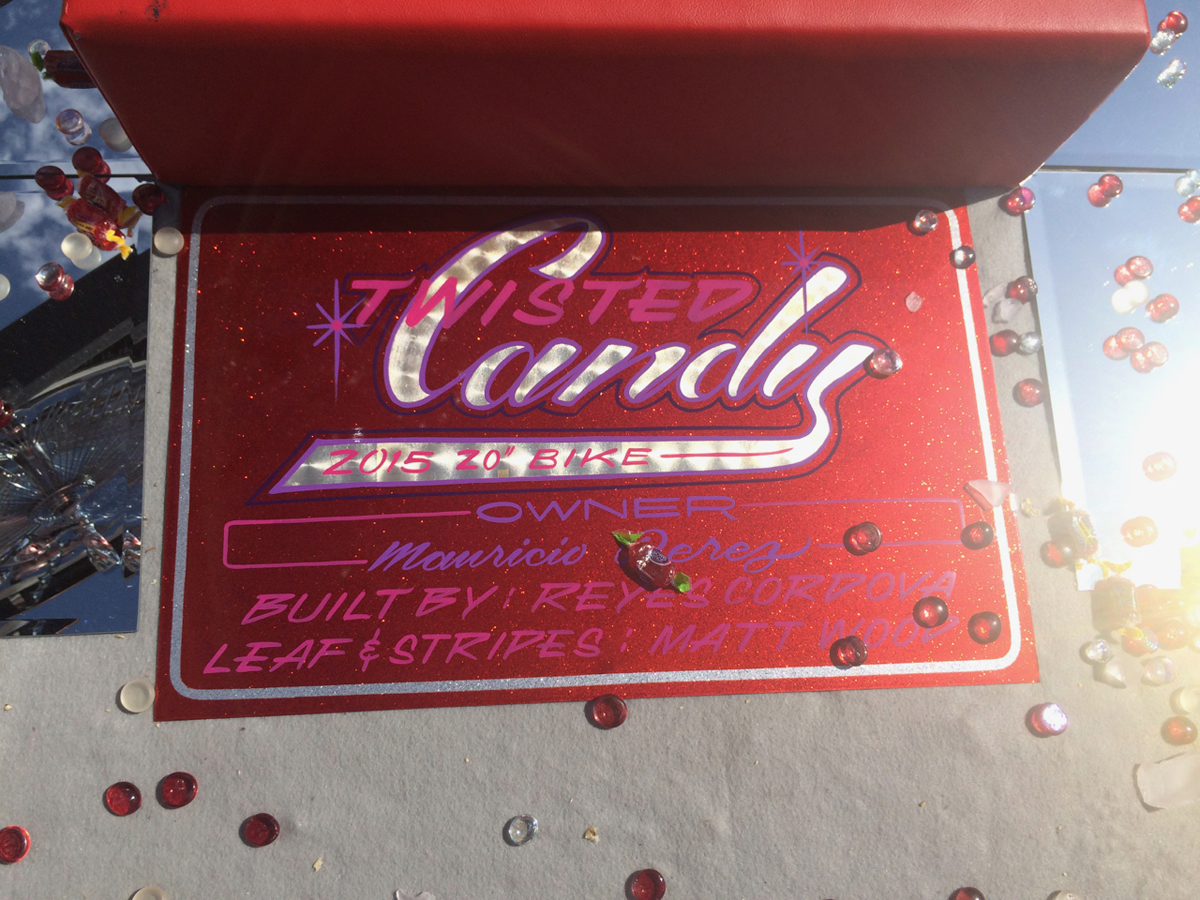 TWISTED
Candy
2015 20" BIKE
OWNER
Mauricio Perez
BUILT BY: REYES CORDOVA
LEAF & STRIPES: MATT WOOD